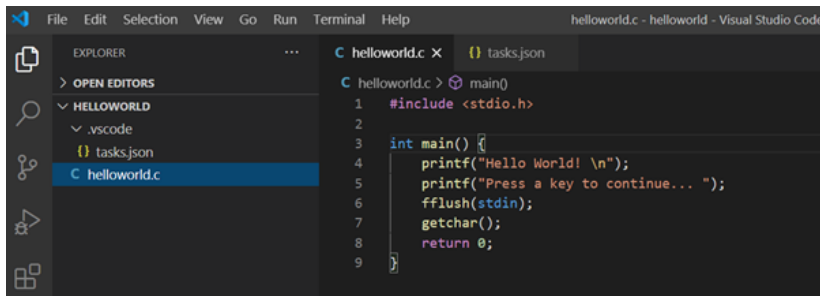 File Edit Selection View Go Run Terminal Help helloworld.c - helloworld - Visual Studio Code
EXPLORER ...
OPEN EDITORS
HELLOWORLD
.vscode
{} tasks.json
C helloworld.c
C helloworld.c × {} tasks.json
C helloworld.c > main()
1 #include <stdio.h>
2
3 int main() {
4     printf("Hello World! \n");
5     printf("Press a key to continue... ");
6     fflush(stdin);
7     getchar();
8     return 0;
9 }